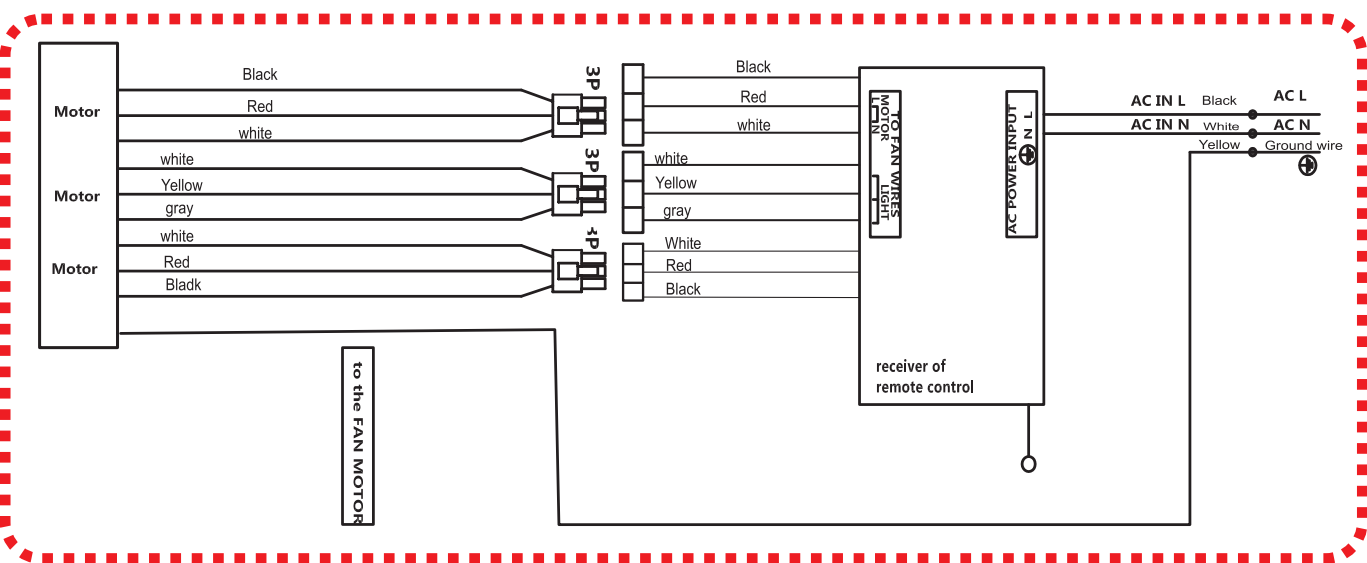 Motor
Motor
Motor
Black
Red
white
white
Yellow
gray
white
Red
Bladk
3P
3P
3P
Black
Red
white
white
Yellow
gray
White
Red
Black
TO FAN WIRES
MOTOR
L N
LIGHT
AC POWER INPUT
N L
receiver of
remote control
AC IN L Black AC L
AC IN N White AC N
Yellow Ground wire
to the FAN MOTOR